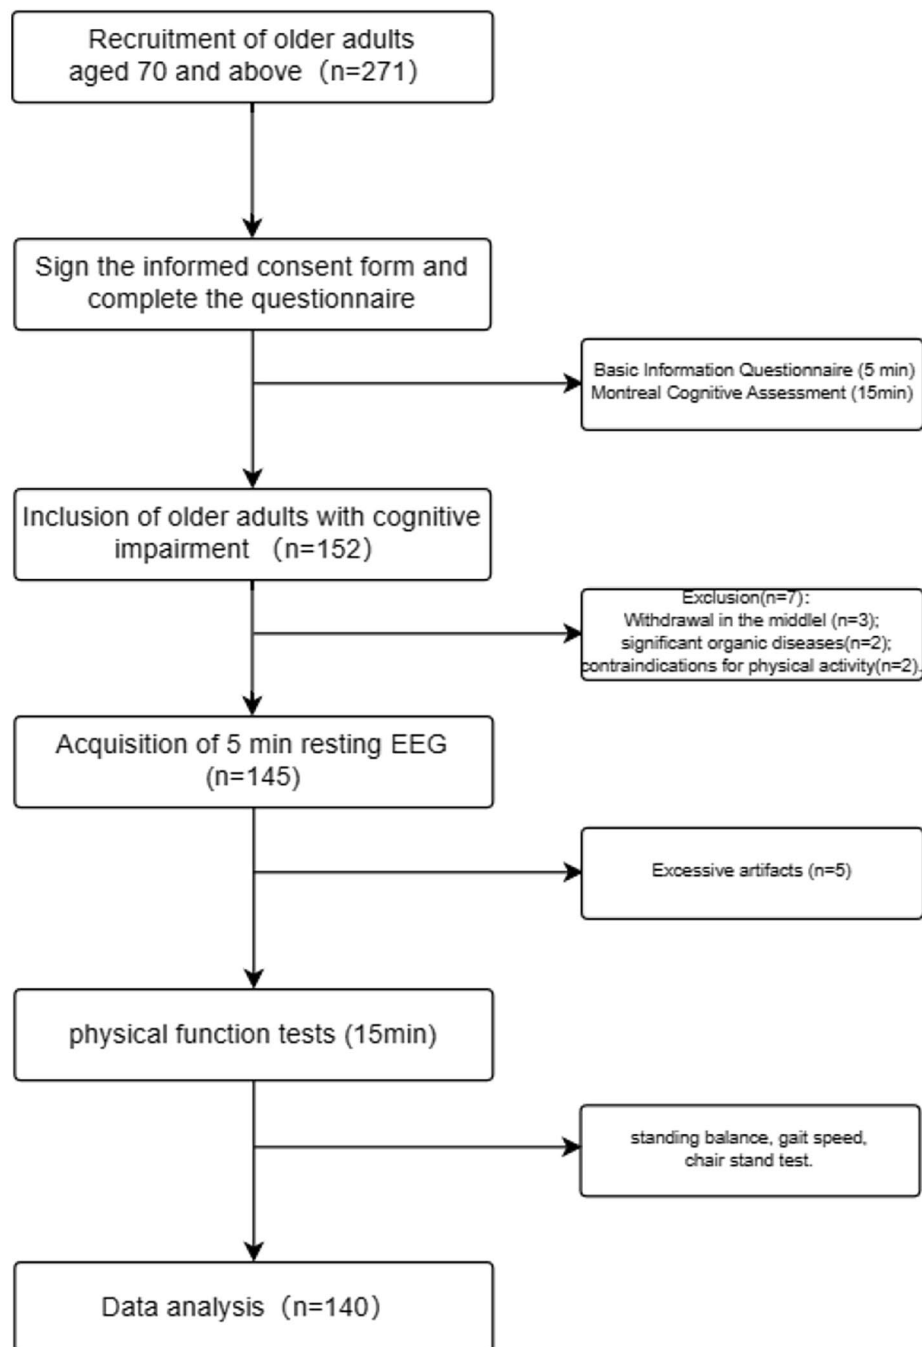 Recruitment of older adults
aged 70 and above（n=271）
Sign the informed consent form and
complete the questionnaire
Basic Information Questionnaire (5 min)
Montreal Cognitive Assessment (15min)
Inclusion of older adults with cognitive
impairment （n=152）
Exclusion(n=7):
Withdrawal in the middlel (n=3);
significant organic diseases(n=2);
contraindications for physical activity(n=2).
Acquisition of 5 min resting EEG
(n=145)
Excessive artifacts (n=5)
physical function tests (15min)
standing balance, gait speed,
chair stand test.
Data analysis（n=140）